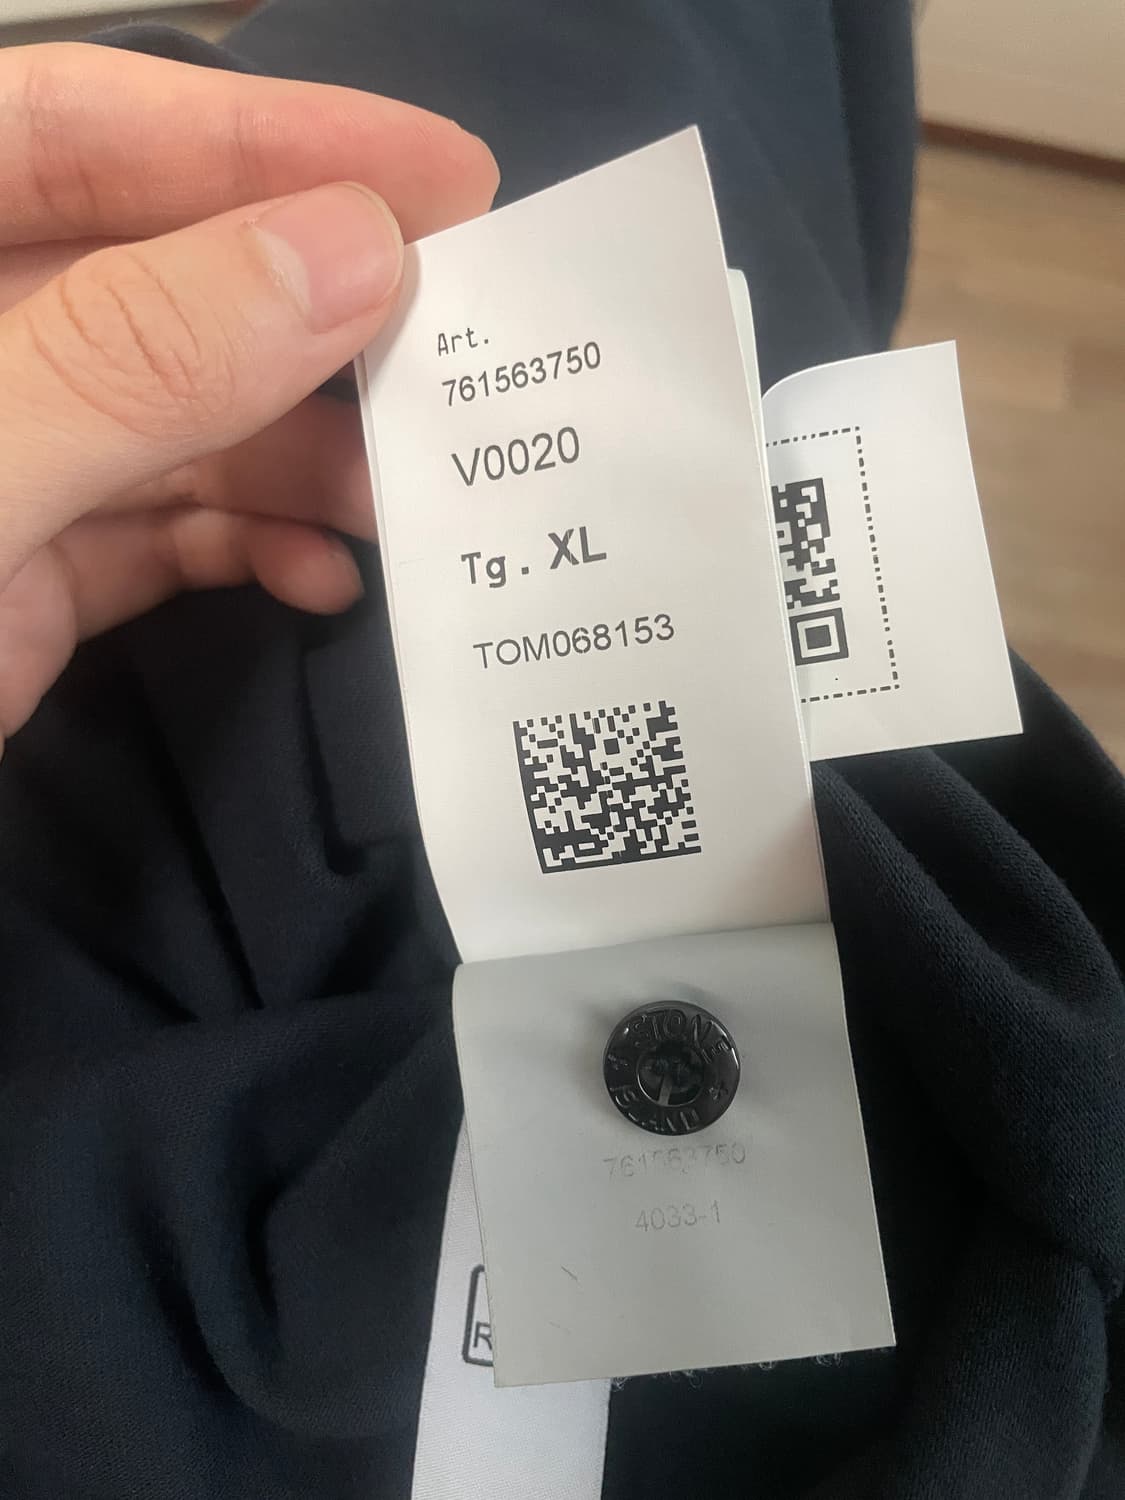 Art.
761563750
V0020
Tg. XL
TOM068153
STONE
ISLAND
761563750
4033-1
R